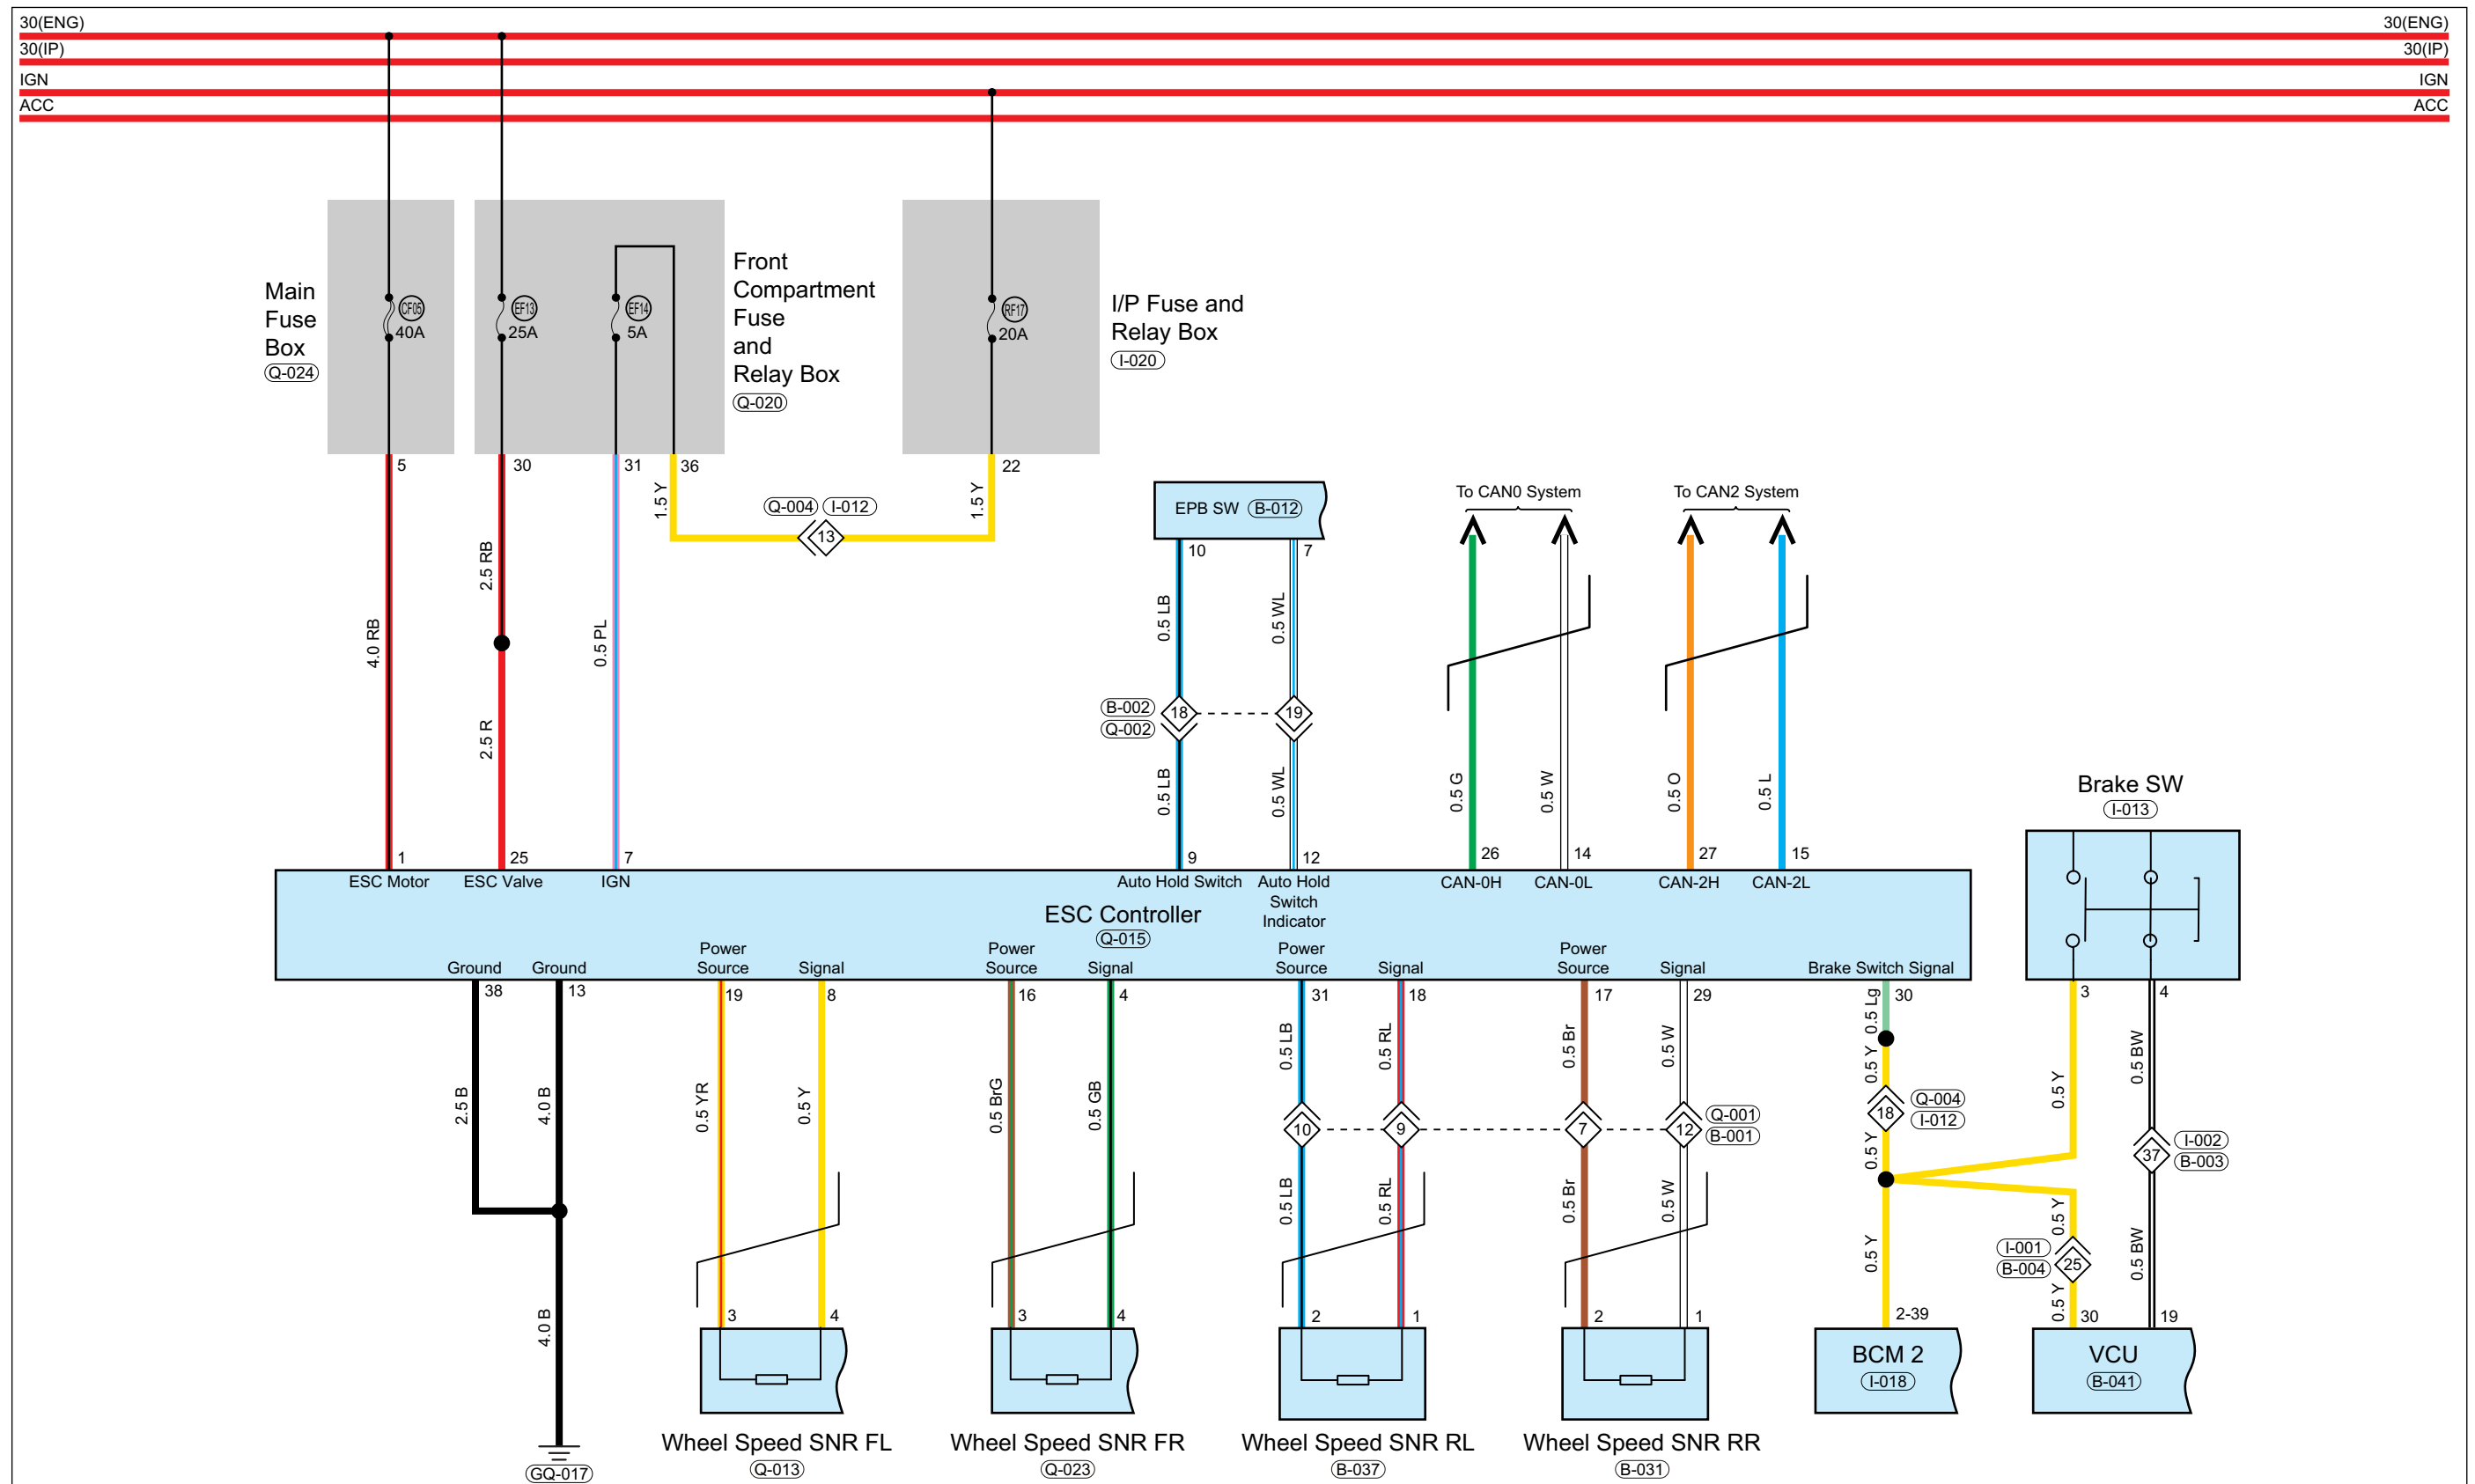 30(ENG) 30(ENG)
30(IP) 30(IP)
IGN IGN
ACC ACC
Main
Fuse
Box
Q-024
CF05
40A
EF13
25A
EF14
5A
Front
Compartment
Fuse
and
Relay Box
Q-020
RF17
20A
I/P Fuse and
Relay Box
I-020
5 30 31 36 22
4.0 RB
2.5 RB
2.5 R
0.5 PL
1.5 Y
Q-004 I-012
13
1.5 Y
EPB SW B-012
10 7
0.5 LB 0.5 WL
B-002
Q-002
18 19
0.5 LB 0.5 WL
To CAN0 System To CAN2 System
0.5 G 0.5 W 0.5 O 0.5 L
Brake SW
I-013
1 25 7 9 12 26 14 27 15
ESC Motor ESC Valve IGN Auto Hold Switch Auto Hold
Switch
Indicator
CAN-0H CAN-0L CAN-2H CAN-2L
ESC Controller
Q-015
Ground Ground Power
Source Signal Power
Source Signal Power
Source Signal Power
Source Signal Brake Switch Signal
38 13 19 8 16 4 31 18 17 29 30 3 4
2.5 B 4.0 B 0.5 YR 0.5 Y 0.5 BrG 0.5 GB
0.5 LB 0.5 RL 0.5 Br 0.5 W
0.5 Lg
0.5 Y
0.5 Y 0.5 BW
10 9 7 12
Q-001
B-001
18
Q-004
I-012
37
I-002
B-003
0.5 LB 0.5 RL 0.5 Br 0.5 W
0.5 Y
0.5 Y
0.5 Y
I-001
B-004
25
0.5 Y
0.5 BW
4.0 B
3 4 3 4 2 1 2 1 2-39 30 19
BCM 2
I-018
VCU
B-041
GQ-017
Wheel Speed SNR FL
Q-013
Wheel Speed SNR FR
Q-023
Wheel Speed SNR RL
B-037
Wheel Speed SNR RR
B-031